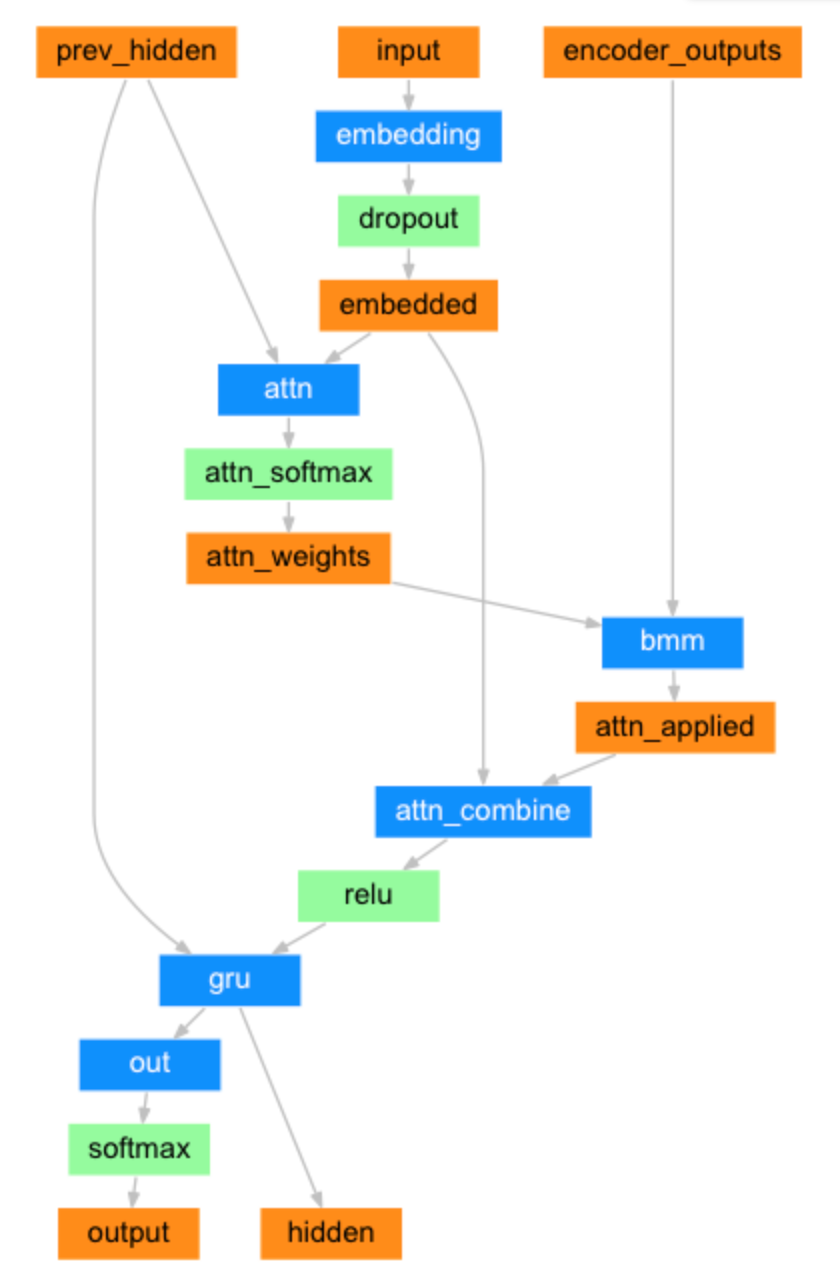 prev_hidden
input
encoder_outputs
embedding
dropout
embedded
attn
attn_softmax
attn_weights
bmm
attn_applied
attn_combine
relu
gru
out
softmax
output
hidden